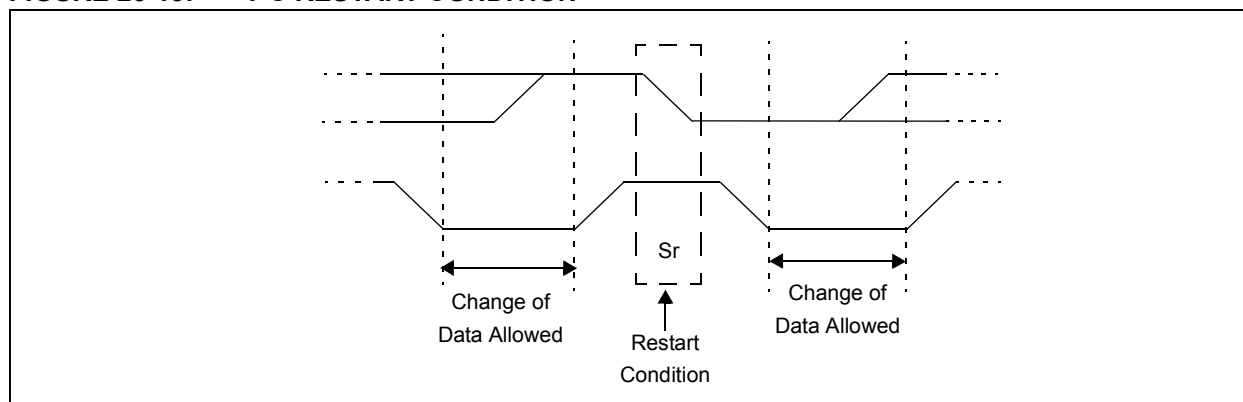 Sr
Change of
Data Allowed
Restart
Condition
Change of
Data Allowed